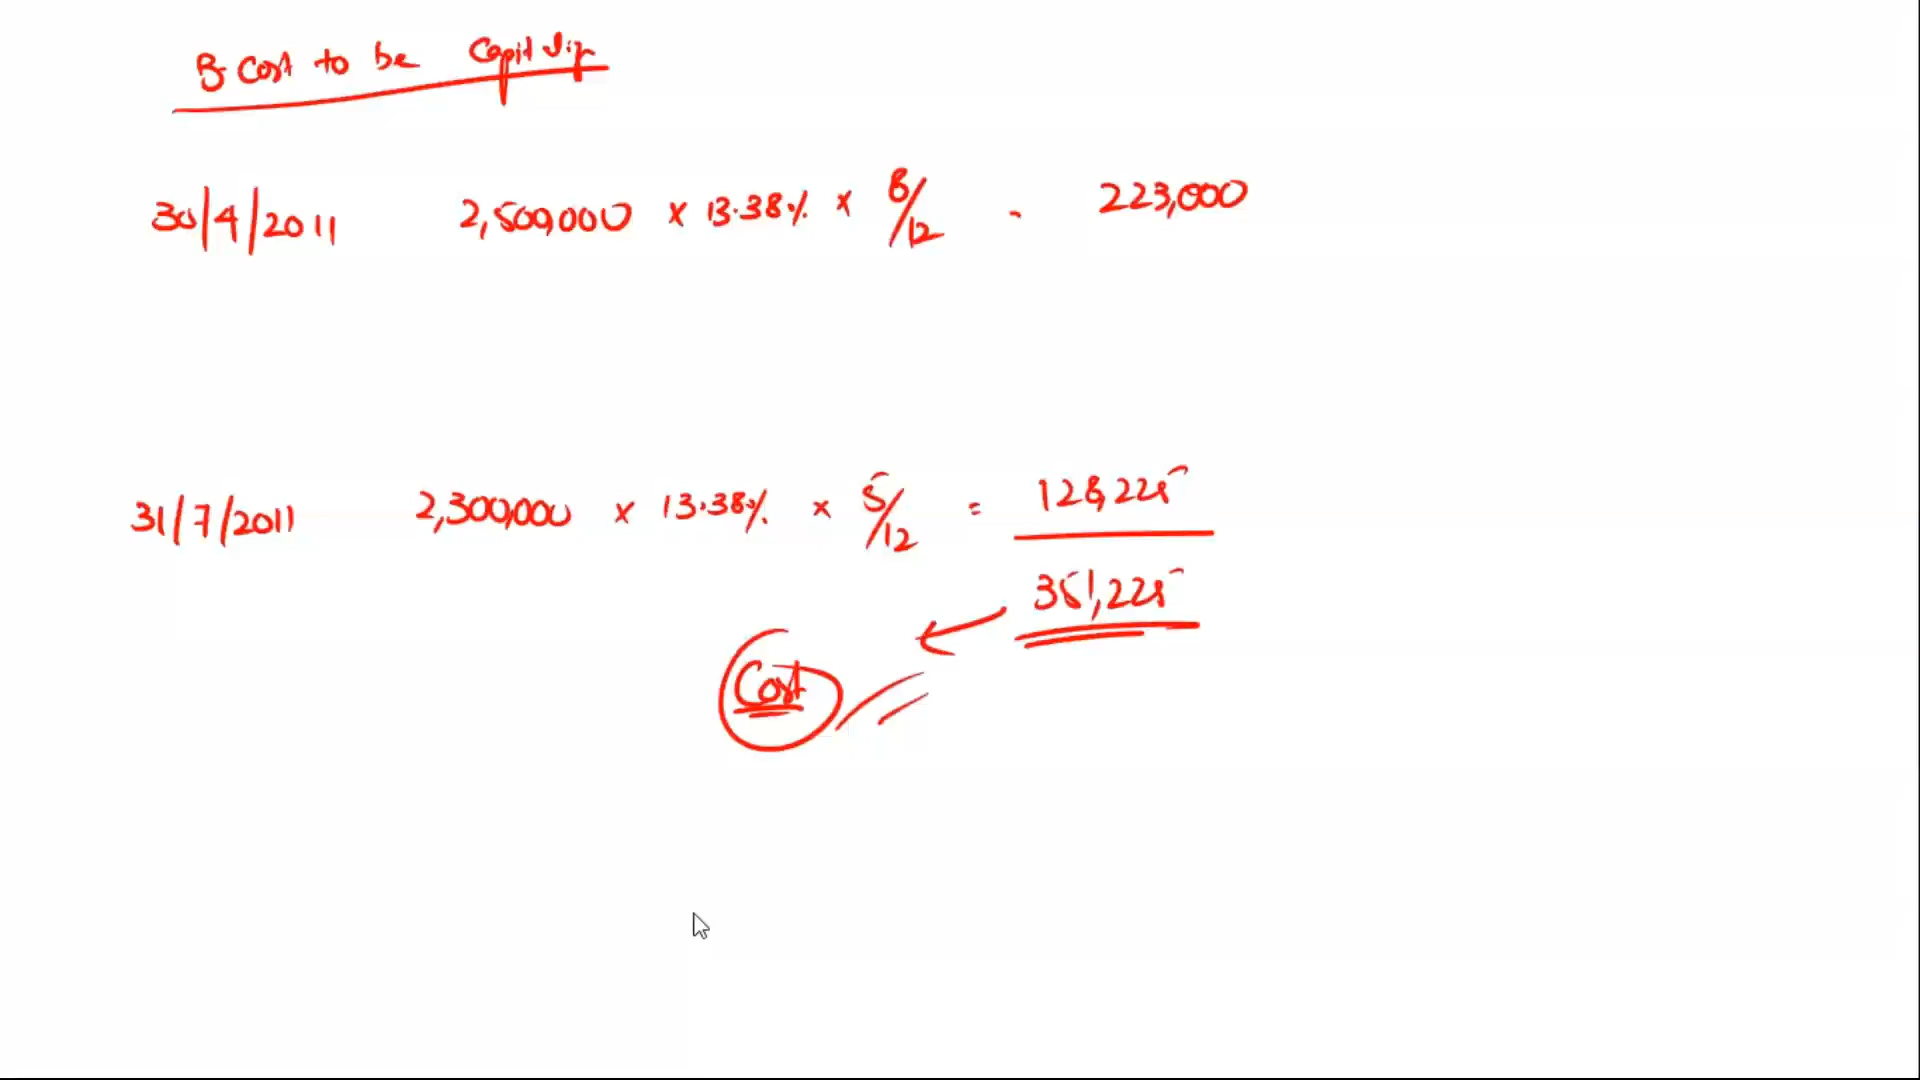 B cost to be Capitaliz
30/4/2011 2,500,000 × 13.38% × 8/12 = 223,000
31/7/2011 2,300,000 × 13.38% × 5/12 = 128,225
351,225
Cost